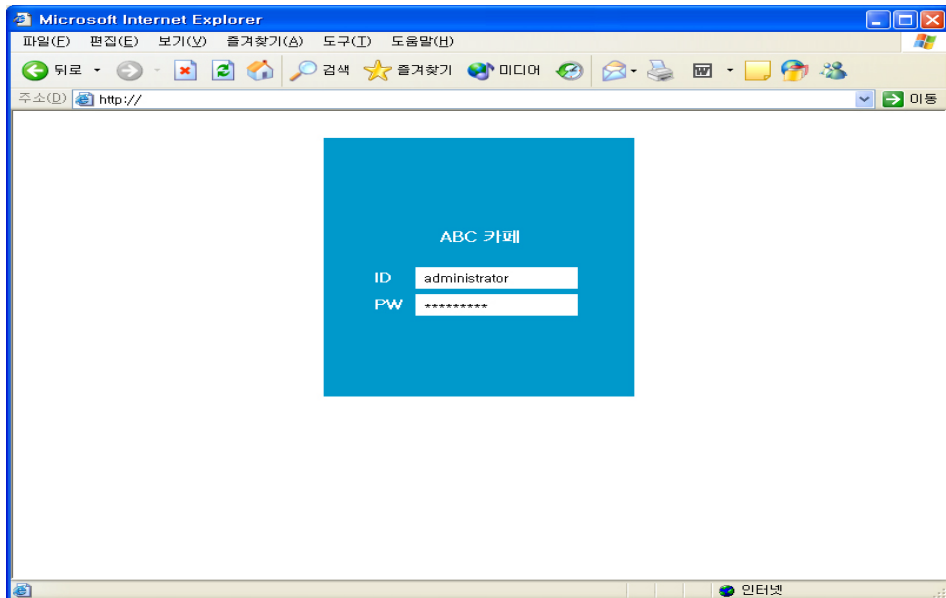 Microsoft Internet Explorer
파일(F) 편집(E) 보기(V) 즐겨찾기(A) 도구(T) 도움말(H)
뒤로 검색 즐겨찾기 미디어
주소(D) http:// 이동
ABC 카페
ID administrator
PW *********
인터넷